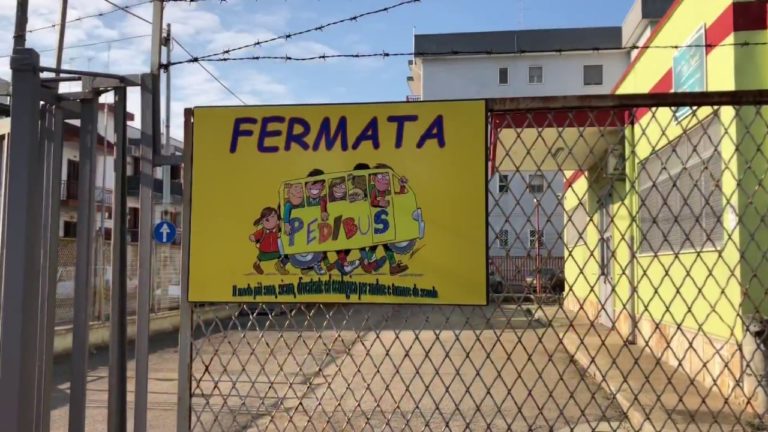 FERMATA
PEDIBUS
Il modo più sano, sicuro, divertente ed ecologico per andare e tornare da scuola